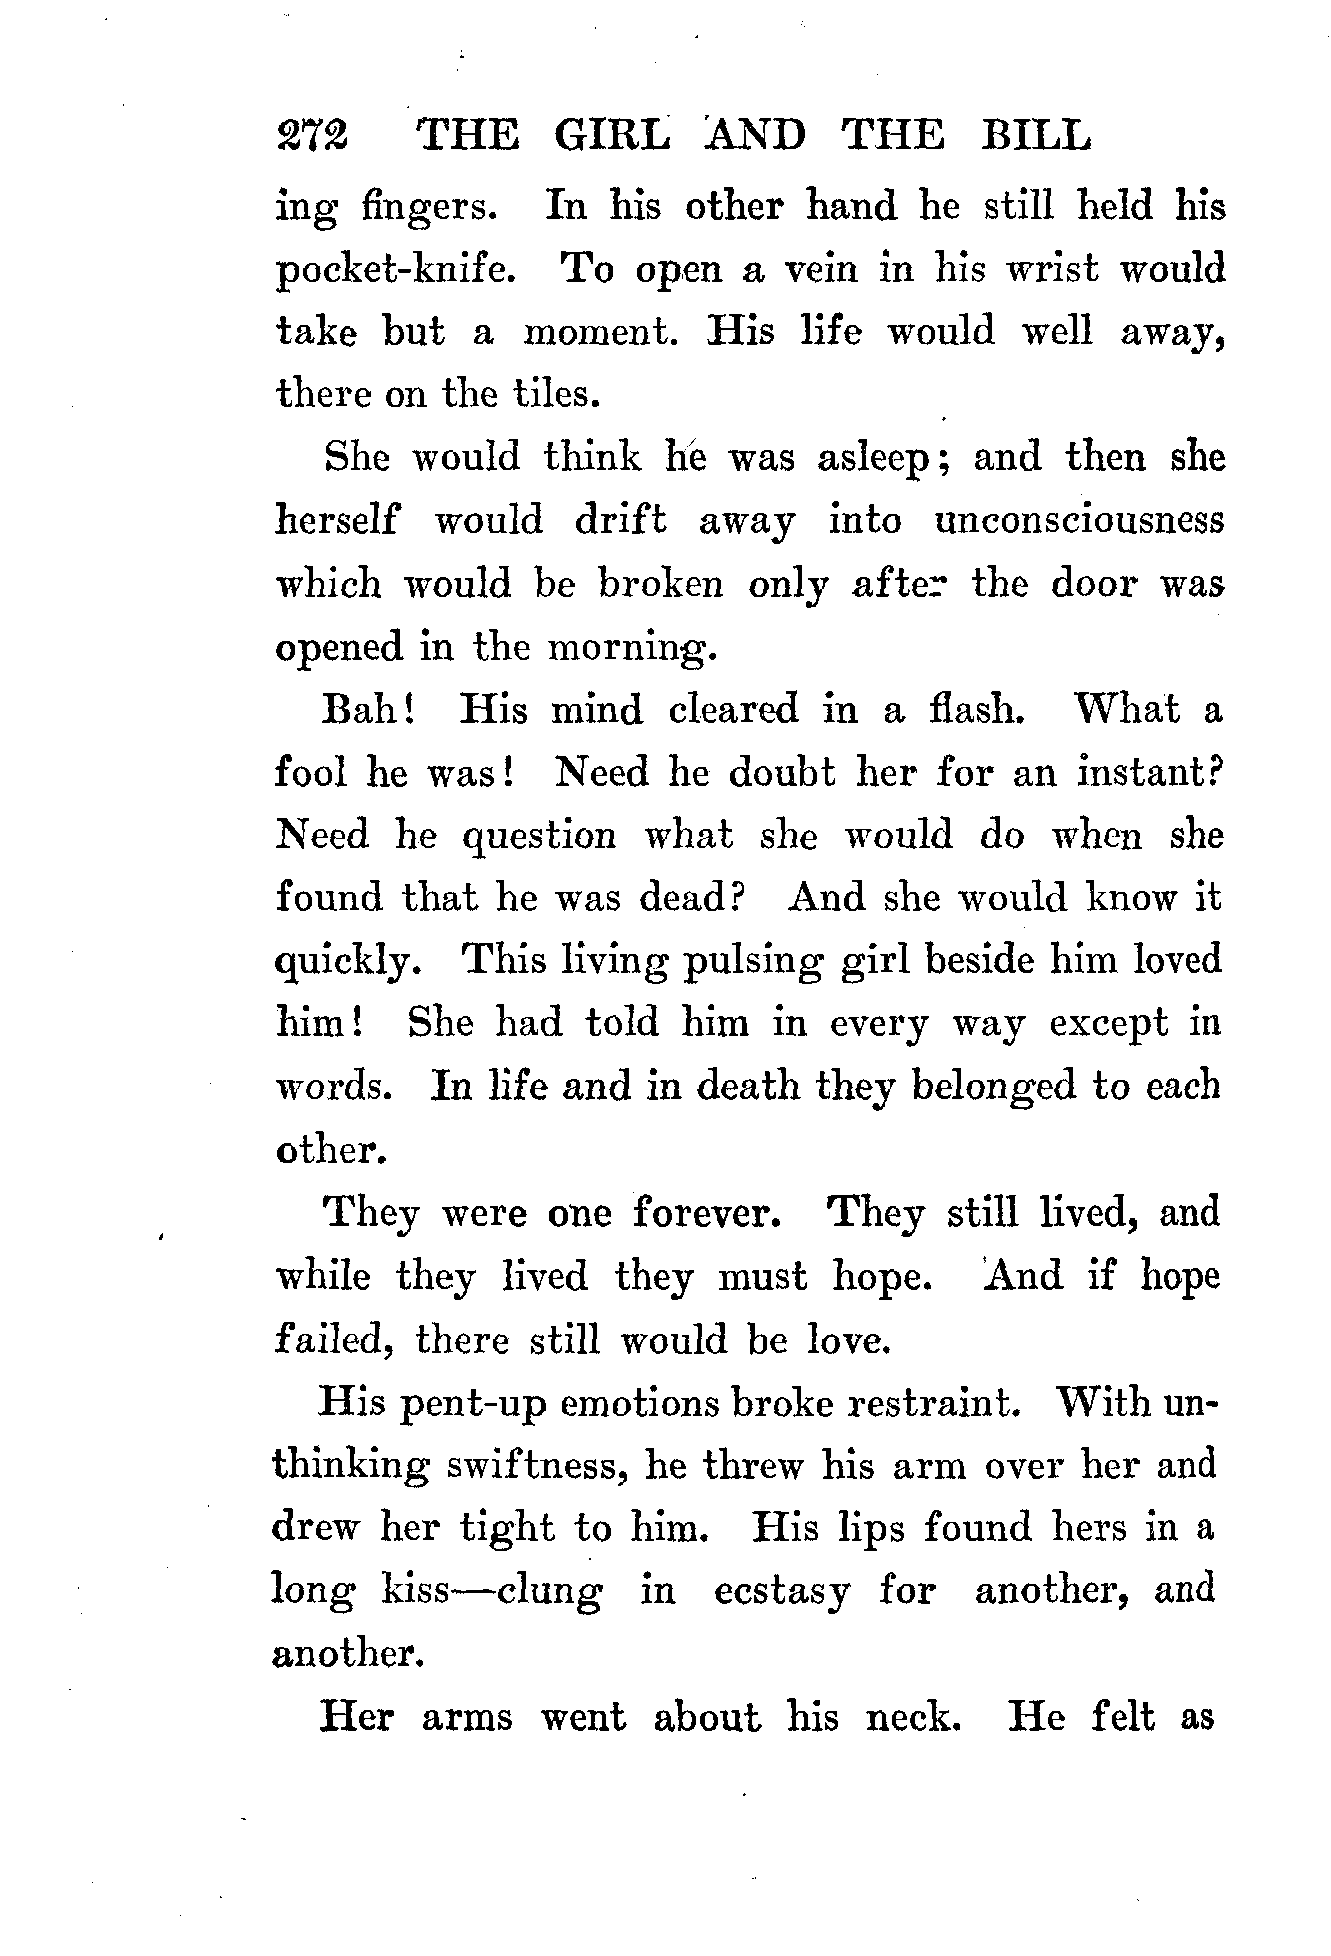 272 THE GIRL AND THE BILL
ing fingers. In his other hand he still held his
pocket-knife. To open a vein in his wrist would
take but a moment. His life would well away,
there on the tiles.
She would think he was asleep; and then she
herself would drift away into unconsciousness
which would be broken only after the door was
opened in the morning.
Bah! His mind cleared in a flash. What a
fool he was! Need he doubt her for an instant?
Need he question what she would do when she
found that he was dead? And she would know it
quickly. This living pulsing girl beside him loved
him! She had told him in every way except in
words. In life and in death they belonged to each
other.
They were one forever. They still lived, and
while they lived they must hope. And if hope
failed, there still would be love.
His pent-up emotions broke restraint. With un-
thinking swiftness, he threw his arm over her and
drew her tight to him. His lips found hers in a
long kiss—clung in ecstasy for another, and
another.
Her arms went about his neck. He felt as